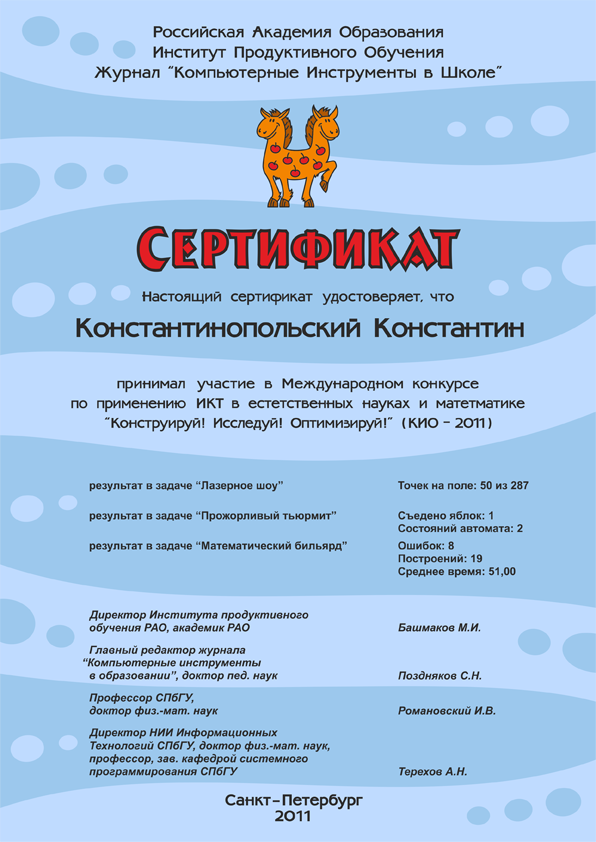 Российская Академия Образования
Институт Продуктивного Обучения
Журнал "Компьютерные Инструменты в Школе"
Сертификат
Настоящий сертификат удостоверяет, что
Константинопольский Константин
принимал участие в Международном конкурсе
по применению ИКТ в естетственных науках и матетматике
"Конструируй! Исследуй! Оптимизируй!" (КИО - 2011)
результат в задаче "Лазерное шоу" Точек на поле: 50 из 287
результат в задаче "Прожорливый тьюрмит" Съедено яблок: 1
Состояний автомата: 2
результат в задаче "Математический бильярд" Ошибок: 8
Построений: 19
Среднее время: 51,00
Директор Института продуктивного
обучения РАО, академик РАО Башмаков М.И.
Главный редактор журнала
"Компьютерные инструменты
в образовании", доктор пед. наук Поздняков С.Н.
Профессор СПбГУ,
доктор физ.-мат. наук Романовский И.В.
Директор НИИ Информационных
Технологий СПбГУ, доктор физ.-мат. наук,
профессор, зав. кафедрой системного
программирования СПбГУ Терехов А.Н.
Санкт-Петербург
2011